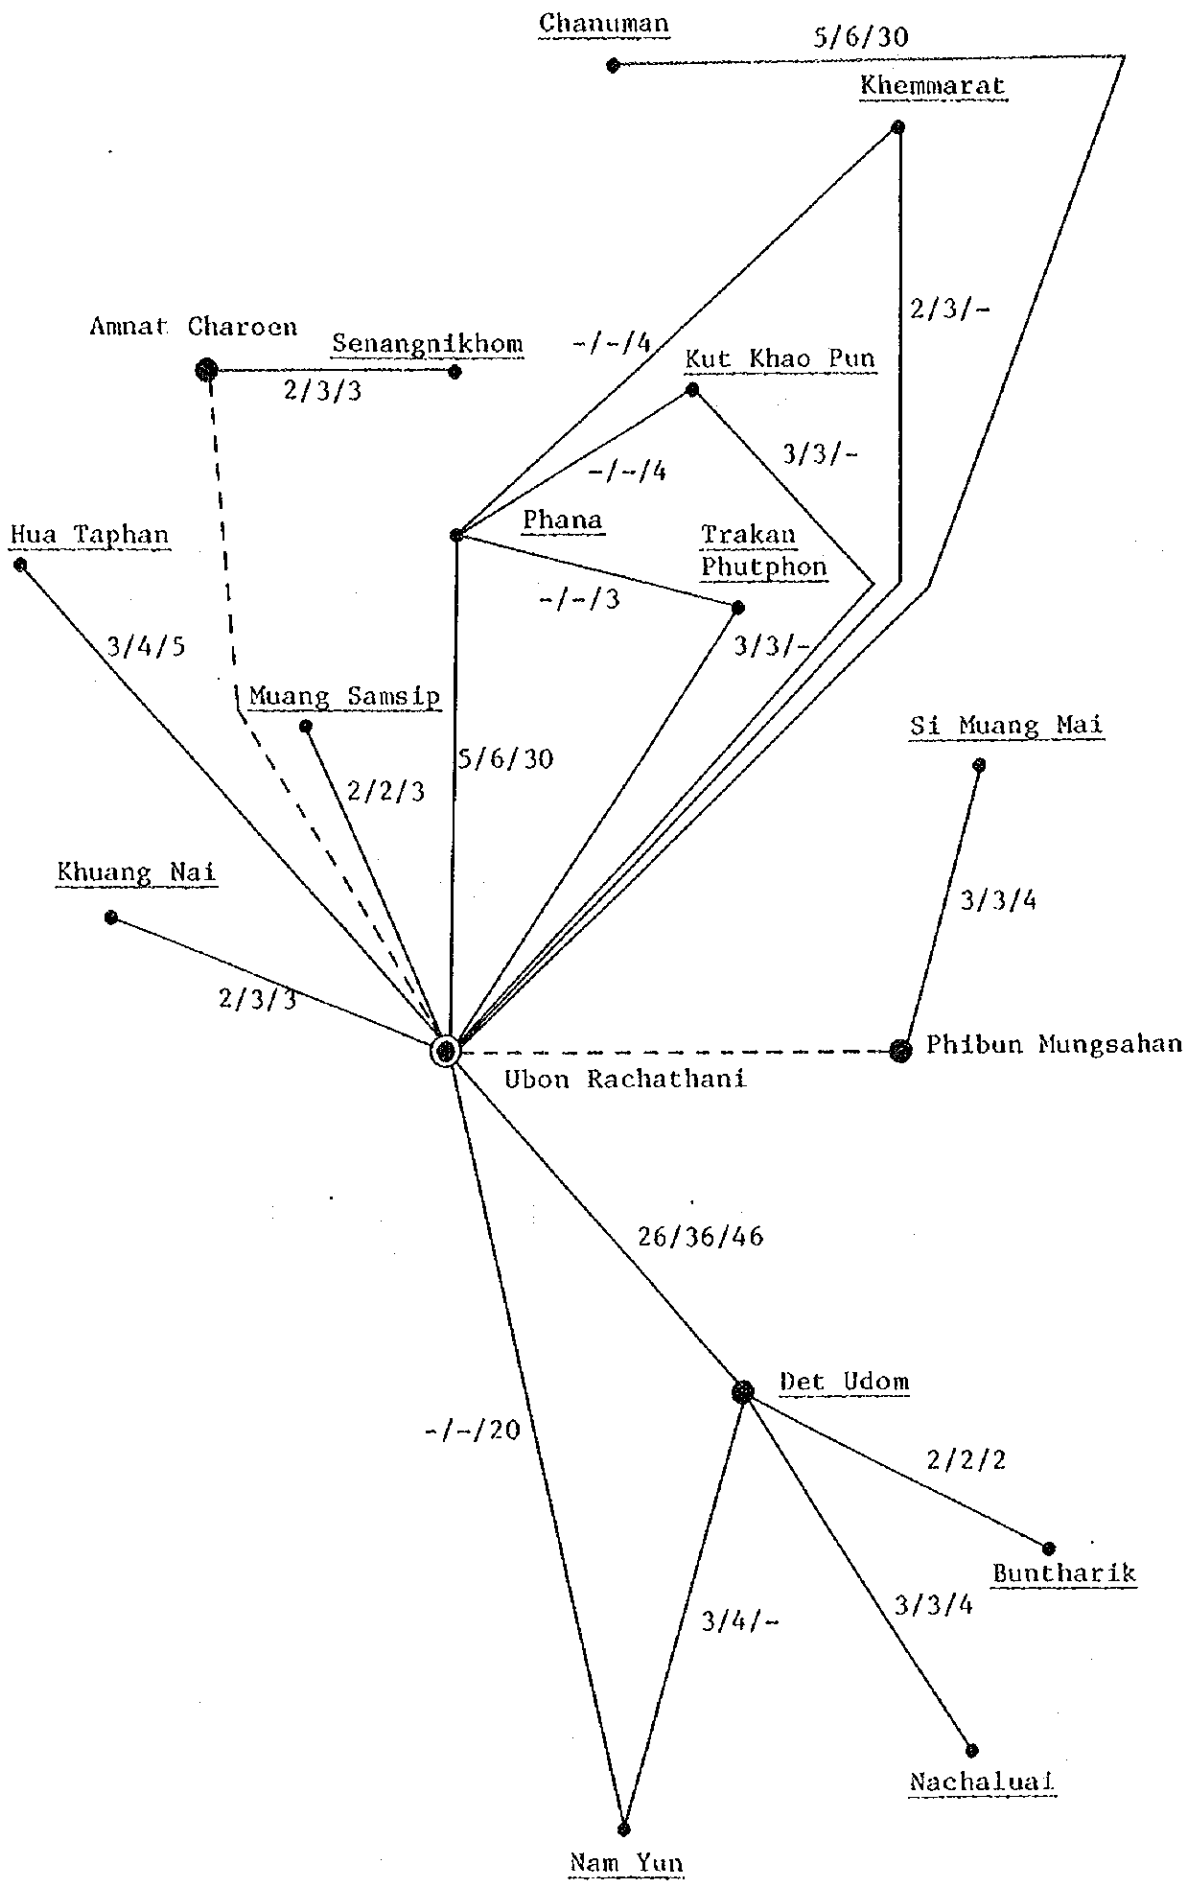 Chanuman
5/6/30
Khemmarat
2/3/-
Amnat Charoen
Senangnikhom
2/3/3
-/-/4
Kut Khao Pun
3/3/-
-/-/4
Hua Taphan
Phana
Trakan
Phutphon
-/-/3
3/4/5
3/3/-
Muang Samsip
Si Muang Mai
5/6/30
2/2/3
Khuang Nai
3/3/4
2/3/3
Phibun Mungsahan
Ubon Rachathani
26/36/46
Det Udom
-/-/20
2/2/2
Buntharik
3/3/4
3/4/-
Nachaluai
Nam Yun